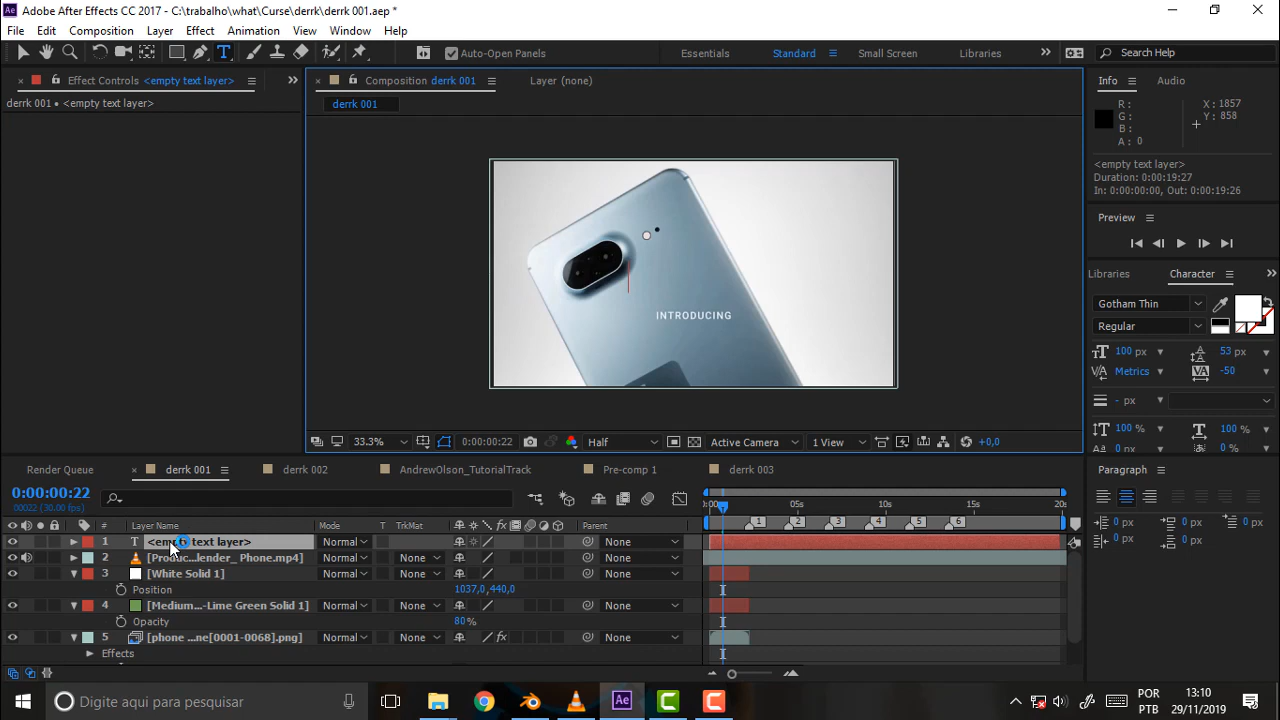 Adobe After Effects CC 2017 - C:\trabalho\what\Curse\derrk\derrk 001.aep *
File Edit Composition Layer Effect Animation View Window Help
Auto-Open Panels
Essentials Standard Small Screen Libraries
Search Help
Effect Controls <empty text layer>
derrk 001 • <empty text layer>
Composition derrk 001
Layer (none)
derrk 001
INTRODUCING
33.3%
0:00:00:22
Half
Active Camera
1 View
+0,0
Info Audio
R:
G:
B:
A: 0
X: 1857
Y: 858
<empty text layer>
Duration: 0:00:19:27
In: 0:00:00:00, Out: 0:00:19:26
Preview
Libraries Character
Gotham Thin
Regular
100 px 53 px
Metrics -50
- px
100 % 100 %
0 px 0 %
Paragraph
0 px 0 px 0 px
0 px 0 px
Render Queue derrk 001 derrk 002 AndrewOlson_TutorialTrack Pre-comp 1 derrk 003
0:00:00:22
00022 (30.00 fps)
05s 10s 15s 20s
1 2 3 4 5 6
# Layer Name Mode T TrkMat Parent
1 T <empty text layer> Normal None
2 [Produc...lender_ Phone.mp4] Normal None None
3 [White Solid 1] Normal None None
Position 1037,0,440,0
4 [Medium...-Lime Green Solid 1] Normal None None
Opacity 80 %
5 [phone ...ne[0001-0068].png] Normal None None
Effects
Digite aqui para pesquisar
POR
PTB
13:10
29/11/2019